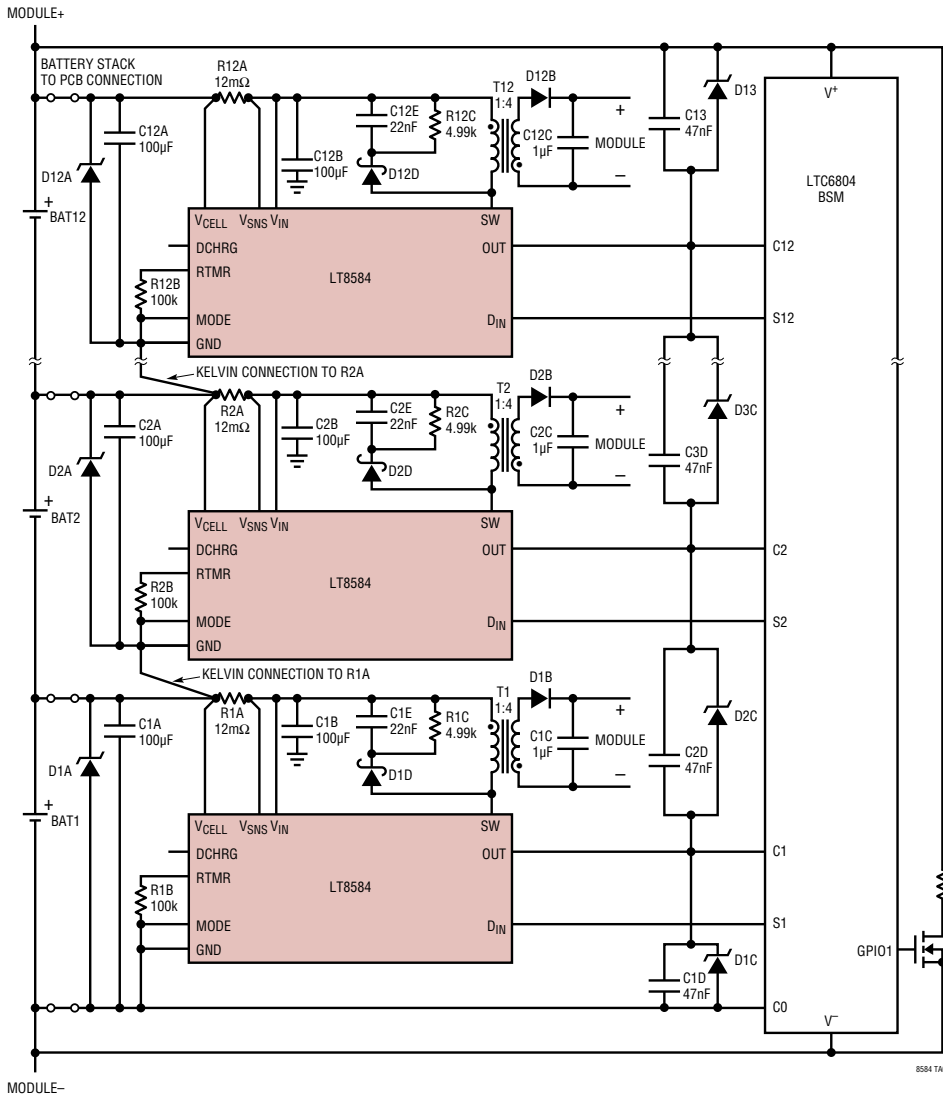 MODULE+
BATTERY STACK
TO PCB CONNECTION
R12A
12mΩ
C12A
100µF
D12A
+
BAT12
C12B
100µF
C12E
22nF
R12C
4.99k
D12D
T12
1:4
D12B
C12C
1µF
+
MODULE
–
C13
47nF
D13
V+
LTC6804
BSM
VCELL VSNS VIN SW
DCHRG
RTMR
MODE
GND
LT8584
OUT
DIN
R12B
100k
C12
S12
KELVIN CONNECTION TO R2A
R2A
12mΩ
C2A
100µF
D2A
+
BAT2
C2B
100µF
C2E
22nF
R2C
4.99k
D2D
T2
1:4
D2B
C2C
1µF
+
MODULE
–
C3D
47nF
D3C
VCELL VSNS VIN SW
DCHRG
RTMR
MODE
GND
LT8584
OUT
DIN
R2B
100k
C2
S2
KELVIN CONNECTION TO R1A
R1A
12mΩ
C1A
100µF
D1A
+
BAT1
C1B
100µF
C1E
22nF
R1C
4.99k
D1D
T1
1:4
D1B
C1C
1µF
+
MODULE
–
C2D
47nF
D2C
VCELL VSNS VIN SW
DCHRG
RTMR
MODE
GND
LT8584
OUT
DIN
R1B
100k
C1
S1
GPIO1
C1D
47nF
D1C
C0
V–
MODULE–